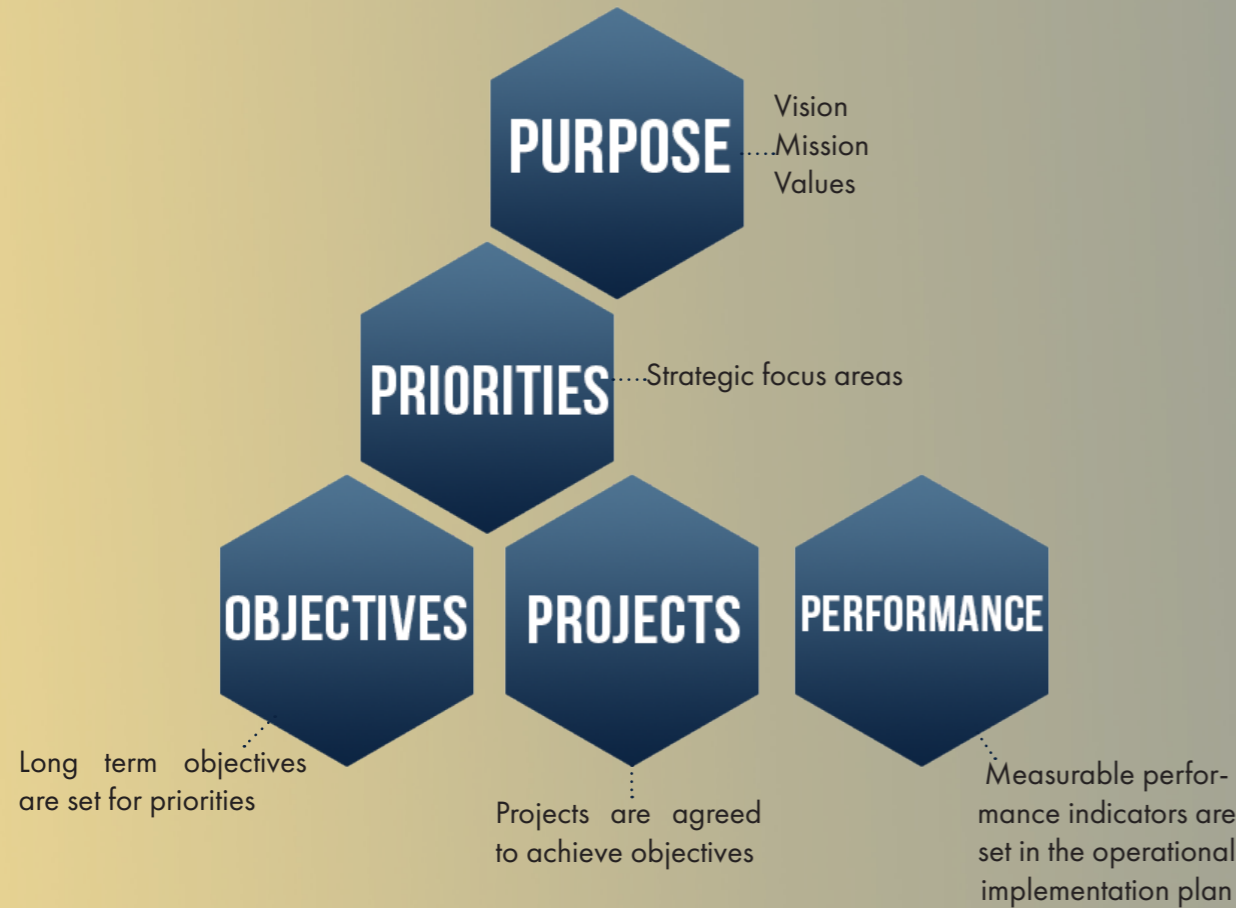 PURPOSE
Vision
Mission
Values
PRIORITIES
Strategic focus areas
OBJECTIVES
PROJECTS
PERFORMANCE
Long term objectives
are set for priorities
Projects are agreed
to achieve objectives
Measurable perfor-
mance indicators are
set in the operational
implementation plan